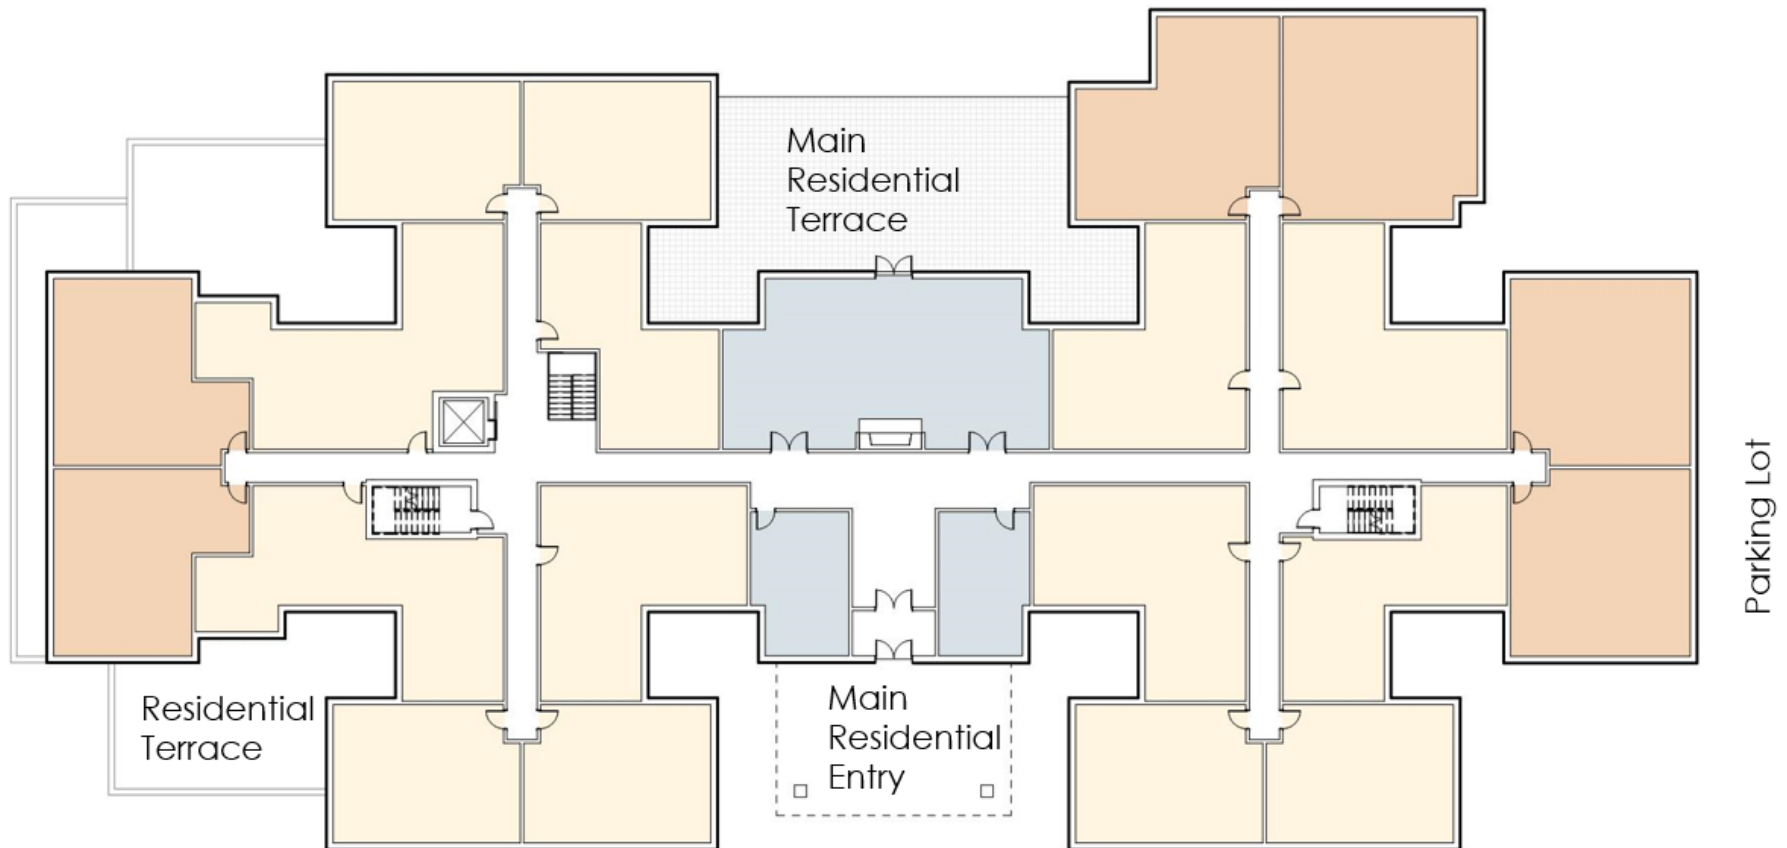 Main
Residential
Terrace
Parking Lot
Residential
Terrace
Main
Residential
Entry